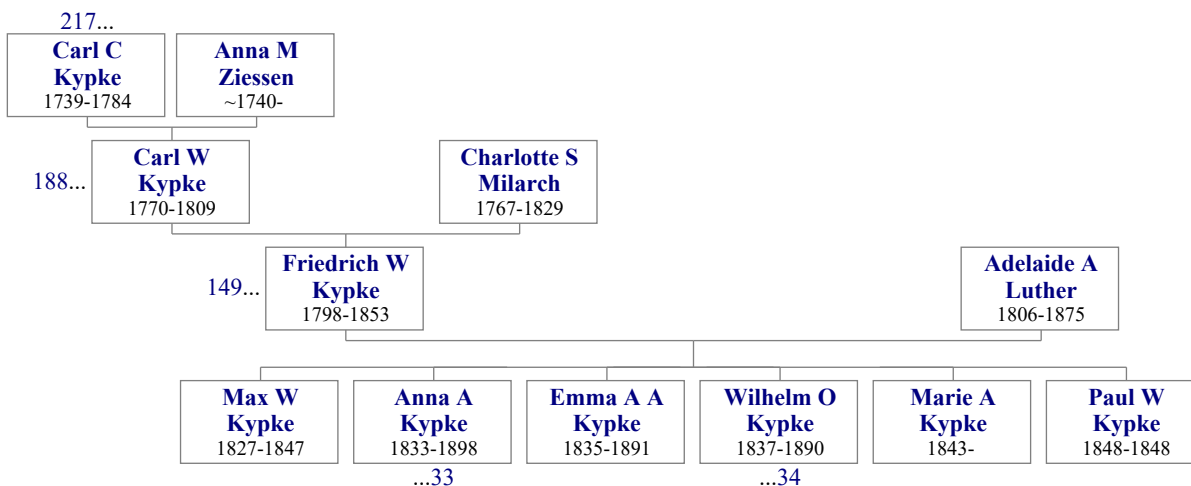 217...
Carl C
Kypke
1739-1784
Anna M
Ziessen
~1740-
188...
Carl W
Kypke
1770-1809
Charlotte S
Milarch
1767-1829
149...
Friedrich W
Kypke
1798-1853
Adelaide A
Luther
1806-1875
Max W
Kypke
1827-1847
Anna A
Kypke
1833-1898
...33
Emma A A
Kypke
1835-1891
Wilhelm O
Kypke
1837-1890
...34
Marie A
Kypke
1843-
Paul W
Kypke
1848-1848